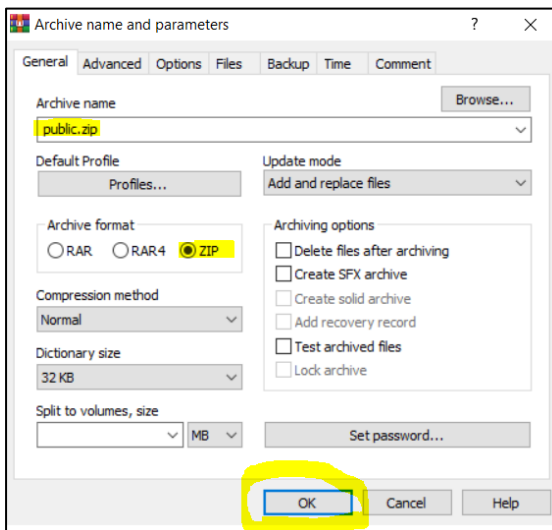 Archive name and parameters
?
General Advanced Options Files Backup Time Comment
Archive name
Browse...
public.zip
Default Profile
Profiles...
Update mode
Add and replace files
Archive format
RAR RAR4 ZIP
Archiving options
Delete files after archiving
Create SFX archive
Create solid archive
Add recovery record
Test archived files
Lock archive
Compression method
Normal
Dictionary size
32 KB
Split to volumes, size
MB
Set password...
OK Cancel Help